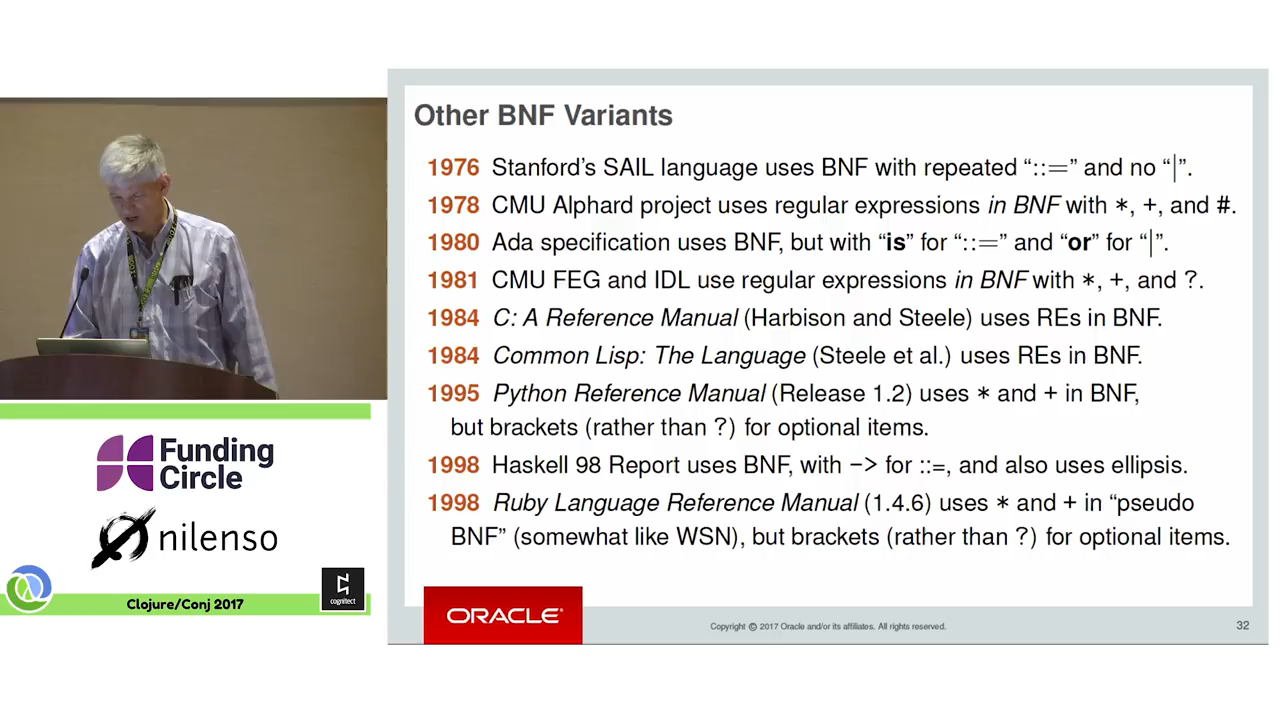 Other BNF Variants
1976 Stanford's SAIL language uses BNF with repeated “::=” and no “|”.
1978 CMU Alphard project uses regular expressions in BNF with *, +, and #.
1980 Ada specification uses BNF, but with “is” for “::=” and “or” for “|”.
1981 CMU FEG and IDL use regular expressions in BNF with *, +, and ?.
1984 C: A Reference Manual (Harbison and Steele) uses REs in BNF.
1984 Common Lisp: The Language (Steele et al.) uses REs in BNF.
1995 Python Reference Manual (Release 1.2) uses * and + in BNF,
but brackets (rather than ?) for optional items.
1998 Haskell 98 Report uses BNF, with −> for ::=, and also uses ellipsis.
1998 Ruby Language Reference Manual (1.4.6) uses * and + in “pseudo
BNF” (somewhat like WSN), but brackets (rather than ?) for optional items.
ORACLE
Copyright © 2017 Oracle and/or its affiliates. All rights reserved.
32
Funding
Circle
nilenso
Clojure/Conj 2017
cognitect